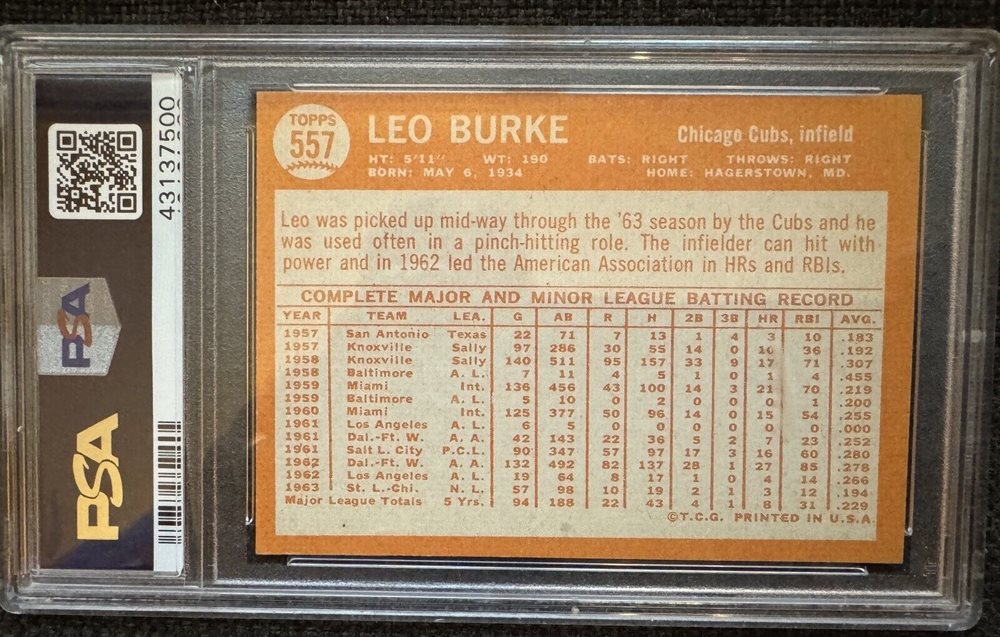 43137500
PSA
PSA
TOPPS
557
LEO BURKE
Chicago Cubs, infield
HT: 5'11" WT: 190 BATS: RIGHT THROWS: RIGHT
BORN: MAY 6, 1934 HOME: HAGERSTOWN, MD.
Leo was picked up mid-way through the '63 season by the Cubs and he
was used often in a pinch-hitting role. The infielder can hit with
power and in 1962 led the American Association in HRs and RBIs.
COMPLETE MAJOR AND MINOR LEAGUE BATTING RECORD
YEAR TEAM LEA. G AB R H 2B 3B HR RBI AVG.
1957 San Antonio Texas 22 71 7 13 1 4 3 10 .183
1957 Knoxville Sally 97 286 30 55 14 0 10 36 .192
1958 Knoxville Sally 140 511 95 157 33 9 17 71 .307
1958 Baltimore A. L. 7 11 4 5 1 0 1 4 .455
1959 Miami Int. 136 456 43 100 14 3 21 70 .219
1959 Baltimore A. L. 5 10 0 2 0 0 0 1 .200
1960 Miami Int. 125 377 50 96 14 0 15 54 .255
1961 Los Angeles A. L. 6 5 0 0 0 0 0 0 .000
1961 Dal.-Ft. W. A. A. 42 143 22 36 5 2 7 23 .252
1961 Salt L. City P.C.L. 90 347 57 97 17 3 16 60 .280
1962 Dal.-Ft. W. A. A. 132 492 82 137 28 1 27 85 .278
1962 Los Angeles A. L. 19 64 8 17 1 0 4 14 .266
1963 St. L.-Chi. N. L. 57 98 10 19 2 1 3 12 .194
Major League Totals 5 Yrs. 94 188 22 43 4 1 8 31 .229
©T.C.G. PRINTED IN U.S.A.